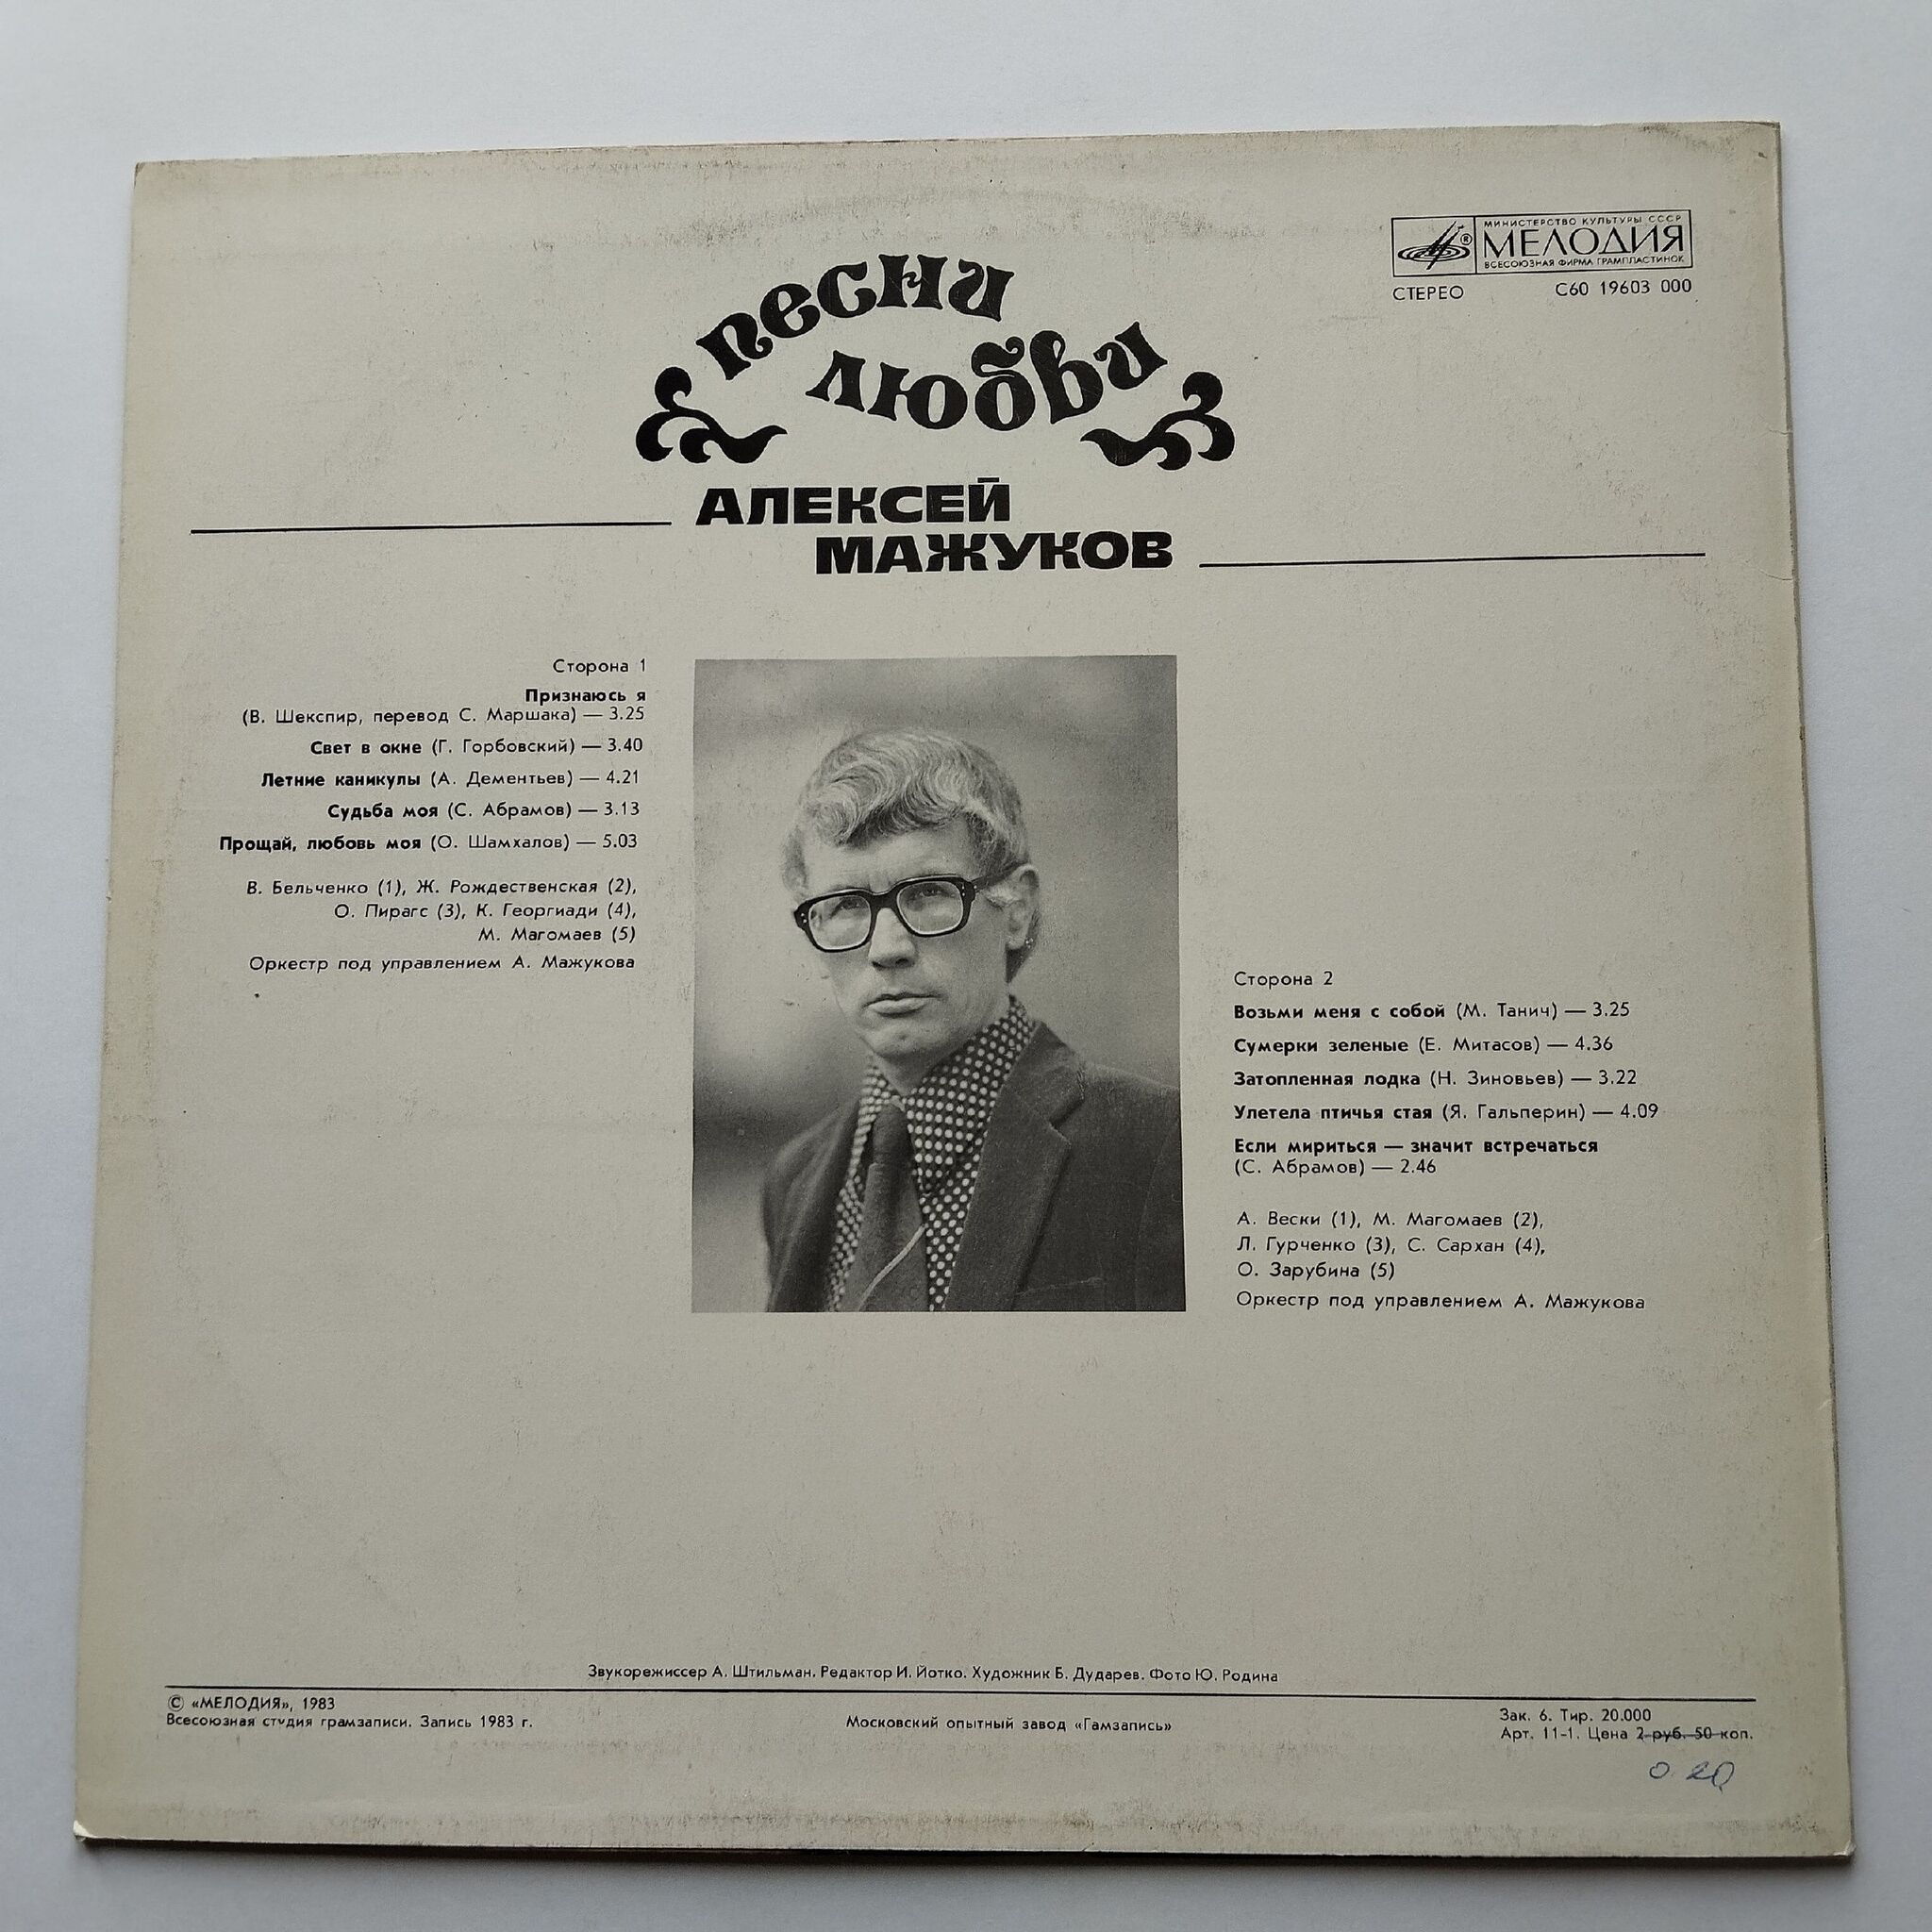 МИНИСТЕРСТВО КУЛЬТУРЫ СССР
МЕЛОДИЯ
ВСЕСОЮЗНАЯ ФИРМА ГРАМПЛАСТИНОК
СТЕРЕО С60 19603 000
песни
любви
АЛЕКСЕЙ
МАЖУКОВ
Сторона 1
Признаюсь я
(В. Шекспир, перевод С. Маршака) — 3.25
Свет в окне (Г. Горбовский) — 3.40
Летние каникулы (А. Дементьев) — 4.21
Судьба моя (С. Абрамов) — 3.13
Прощай, любовь моя (О. Шамхалов) — 5.03
В. Бельченко (1), Ж. Рождественская (2),
О. Пирагс (3), К. Георгиади (4),
М. Магомаев (5)
Оркестр под управлением А. Мажукова
Сторона 2
Возьми меня с собой (М. Танич) — 3.25
Сумерки зеленые (Е. Митасов) — 4.36
Затопленная лодка (Н. Зиновьев) — 3.22
Улетела птичья стая (Я. Гальперин) — 4.09
Если мириться — значит встречаться
(С. Абрамов) — 2.46
А. Вески (1), М. Магомаев (2),
Л. Гурченко (3), С. Сархан (4),
О. Зарубина (5)
Оркестр под управлением А. Мажукова
Звукорежиссер А. Штильман. Редактор И. Йотко. Художник Б. Дударев. Фото Ю. Родина
© «МЕЛОДИЯ», 1983
Всесоюзная студия грамзаписи. Запись 1983 г.
Московский опытный завод «Гамзапись»
Зак. 6. Тир. 20.000
Арт. 11-1. Цена 2 руб. 50 коп.
0.20